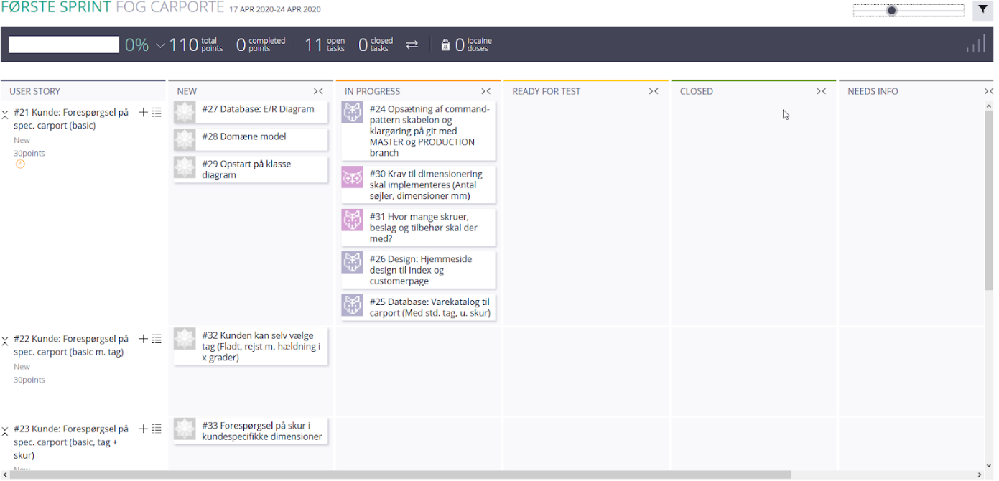 FØRSTE SPRINT FOG CARPORTE 17 APR 2020-24 APR 2020
0% 110 total points 0 completed points 11 open tasks 0 closed tasks 0 iocaine doses
USER STORY
NEW
IN PROGRESS
READY FOR TEST
CLOSED
NEEDS INFO
#21 Kunde: Forespørgsel på
spec. carport (basic)
New
30points
#27 Database: E/R Diagram
#28 Domæne model
#29 Opstart på klasse
diagram
#24 Opsætning af command-
pattern skabelon og
klargøring på git med
MASTER og PRODUCTION
branch
#30 Krav til dimensionering
skal implementeres (Antal
søjler, dimensioner mm)
#31 Hvor mange skruer,
beslag og tilbehør skal der
med?
#26 Design: Hjemmeside
design til index og
customerpage
#25 Database: Varekatalog til
carport (Med std. tag, u. skur)
#22 Kunde: Forespørgsel på
spec. carport (basic m. tag)
New
30points
#32 Kunden kan selv vælge
tag (Fladt, rejst m. hældning i
x grader)
#23 Kunde: Forespørgsel på
spec. carport (basic, tag +
skur)
New
#33 Forespørgsel på skur i
kundespecifikke dimensioner